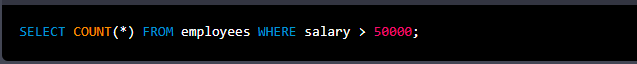 SELECT COUNT(*) FROM employees WHERE salary > 50000;